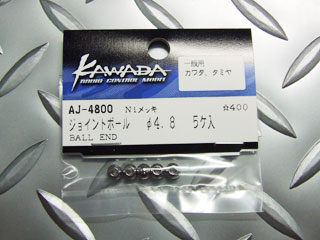 KAWADA
RADIO CONTROL MODEL
一般用
カワダ、タミヤ
AJ-4800 Niメッキ ☆400
ジョイントボール φ4.8 5ケ入
BALL END